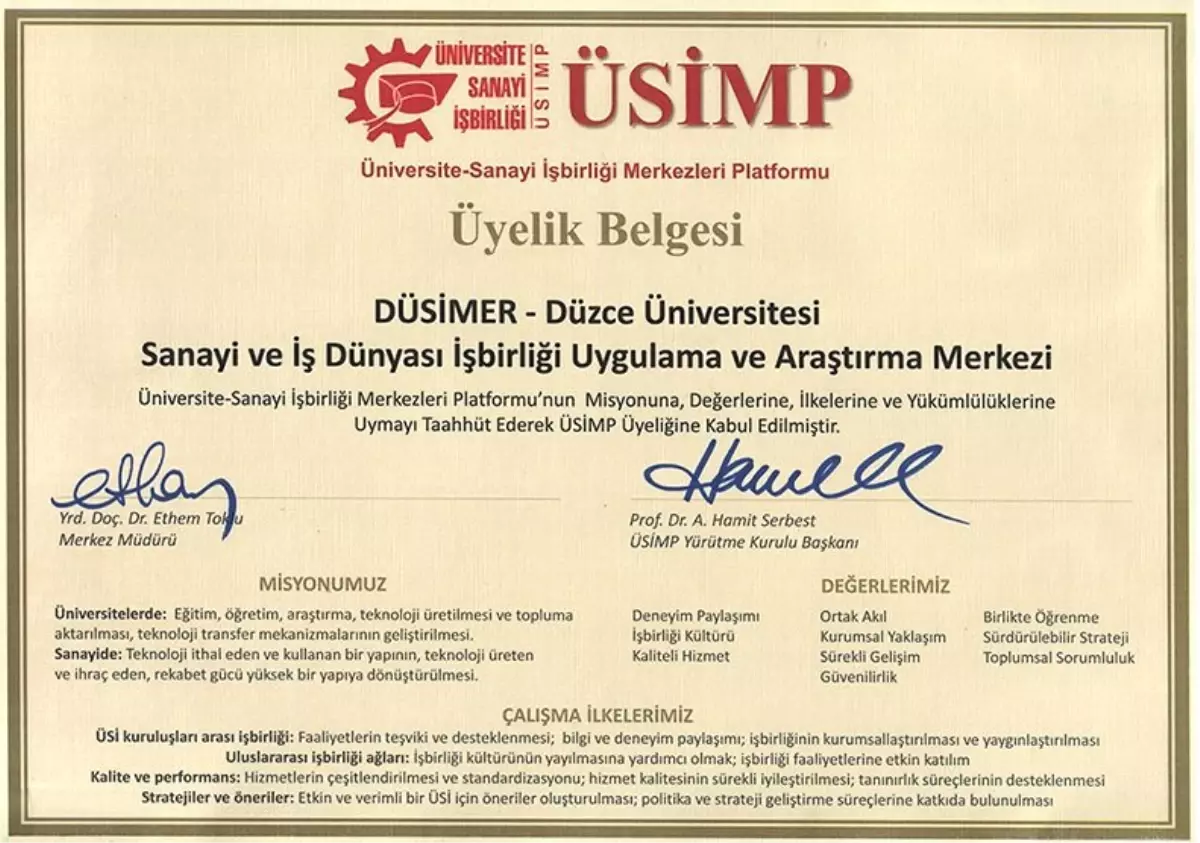 ÜNİVERSİTE
SANAYİ
İŞBİRLİĞİ
USIMP
ÜSİMP
Üniversite-Sanayi İşbirliği Merkezleri Platformu
Üyelik Belgesi
DÜSİMER - Düzce Üniversitesi
Sanayi ve İş Dünyası İşbirliği Uygulama ve Araştırma Merkezi
Üniversite-Sanayi İşbirliği Merkezleri Platformu'nun Misyonuna, Değerlerine, İlkelerine ve Yükümlülüklerine
Uymayı Taahhüt Ederek ÜSİMP Üyeliğine Kabul Edilmiştir.
Yrd. Doç. Dr. Ethem Toklu
Merkez Müdürü
Prof. Dr. A. Hamit Serbest
ÜSİMP Yürütme Kurulu Başkanı
MİSYONUMUZ
Üniversitelerde: Eğitim, öğretim, araştırma, teknoloji üretilmesi ve topluma
aktarılması, teknoloji transfer mekanizmalarının geliştirilmesi.
Sanayide: Teknoloji ithal eden ve kullanan bir yapının, teknoloji üreten
ve ihraç eden, rekabet gücü yüksek bir yapıya dönüştürülmesi.
DEĞERLERİMİZ
Deneyim Paylaşımı
İşbirliği Kültürü
Kaliteli Hizmet
Ortak Akıl
Kurumsal Yaklaşım
Sürekli Gelişim
Güvenilirlik
Birlikte Öğrenme
Sürdürülebilir Strateji
Toplumsal Sorumluluk
ÇALIŞMA İLKELERİMİZ
ÜSİ kuruluşları arası işbirliği: Faaliyetlerin teşviki ve desteklenmesi; bilgi ve deneyim paylaşımı; işbirliğinin kurumsallaştırılması ve yaygınlaştırılması
Uluslararası işbirliği ağları: İşbirliği kültürünün yayılmasına yardımcı olmak; işbirliği faaliyetlerine etkin katılım
Kalite ve performans: Hizmetlerin çeşitlendirilmesi ve standardizasyonu; hizmet kalitesinin sürekli iyileştirilmesi; tanınırlık süreçlerinin desteklenmesi
Stratejiler ve öneriler: Etkin ve verimli bir ÜSİ için öneriler oluşturulması; politika ve strateji geliştirme süreçlerine katkıda bulunulması